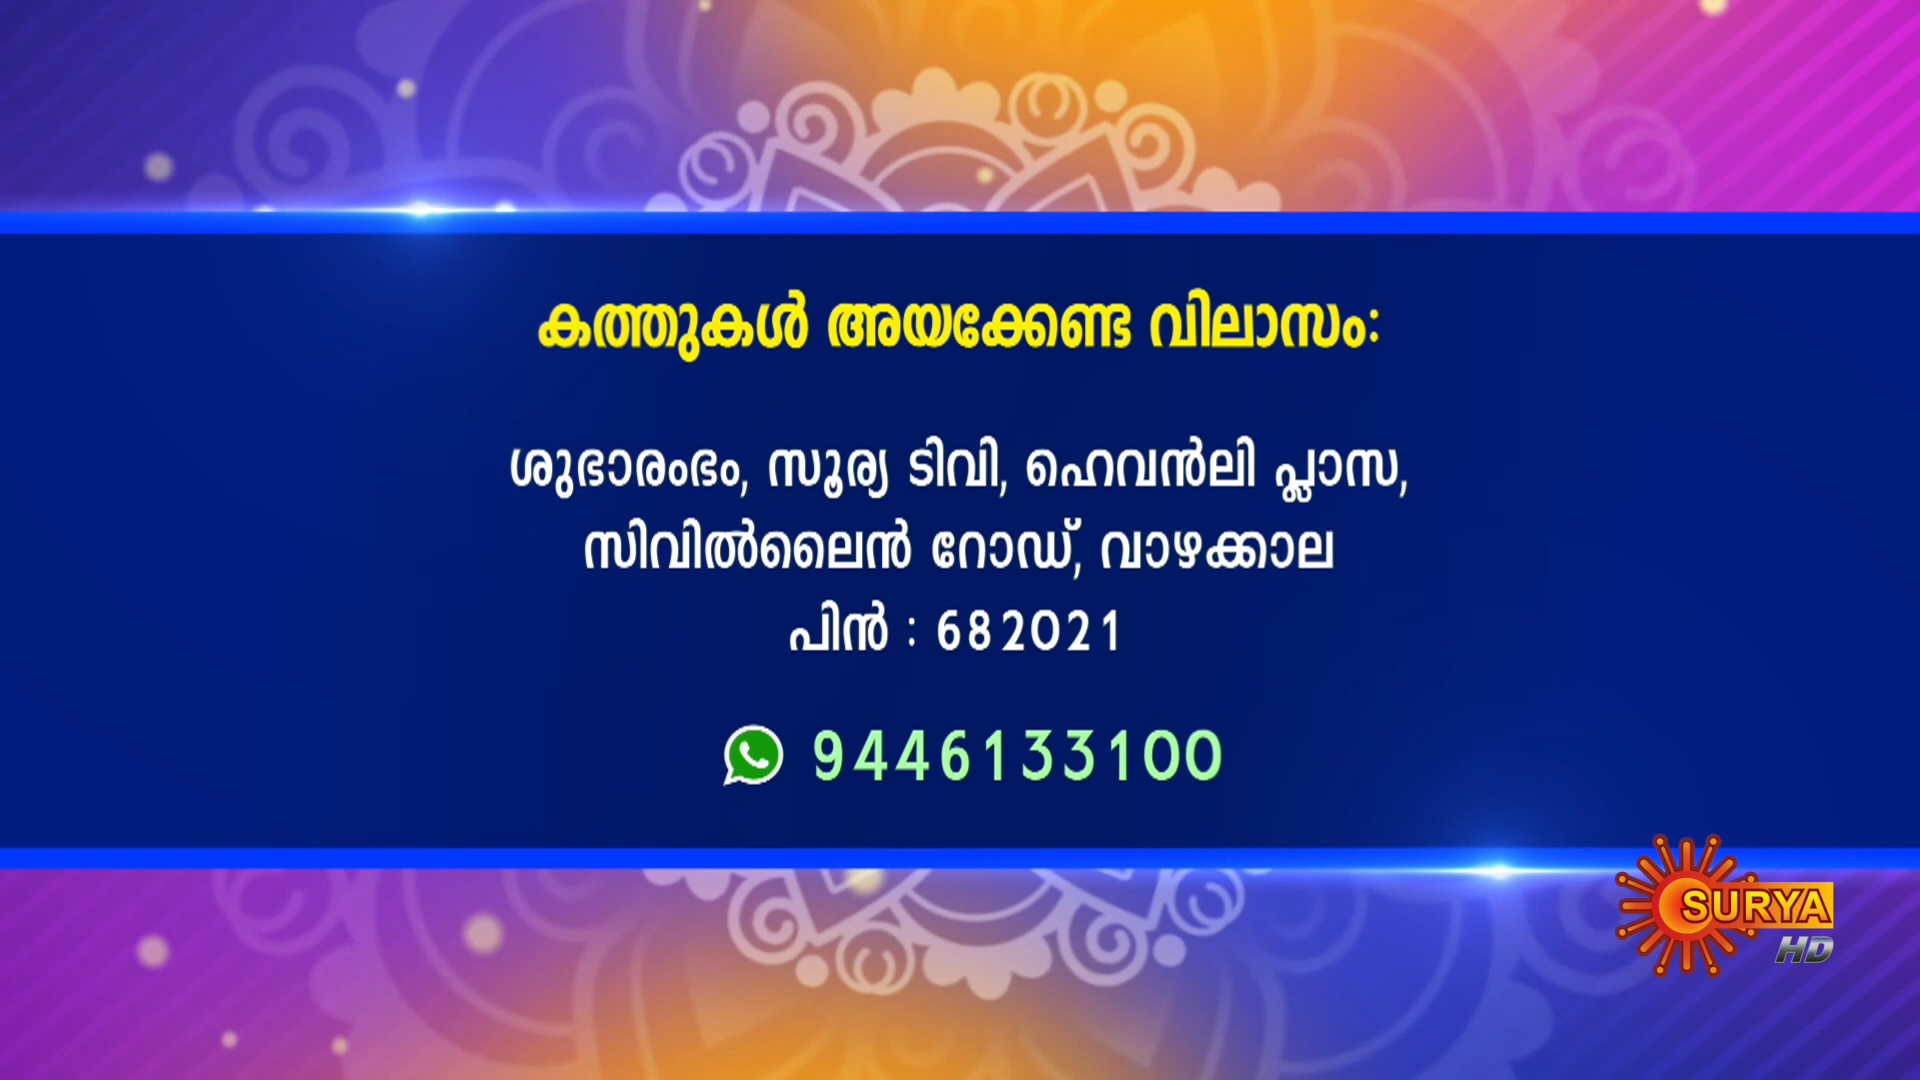 കത്തുകൾ അയക്കേണ്ട വിലാസം:
ശുഭാരംഭം, സൂര്യ ടിവി, ഹെവൻലി പ്ലാസ,
സിവിൽലൈൻ റോഡ്, വാഴക്കാല
പിൻ : 682021
9446133100
SURYA
HD